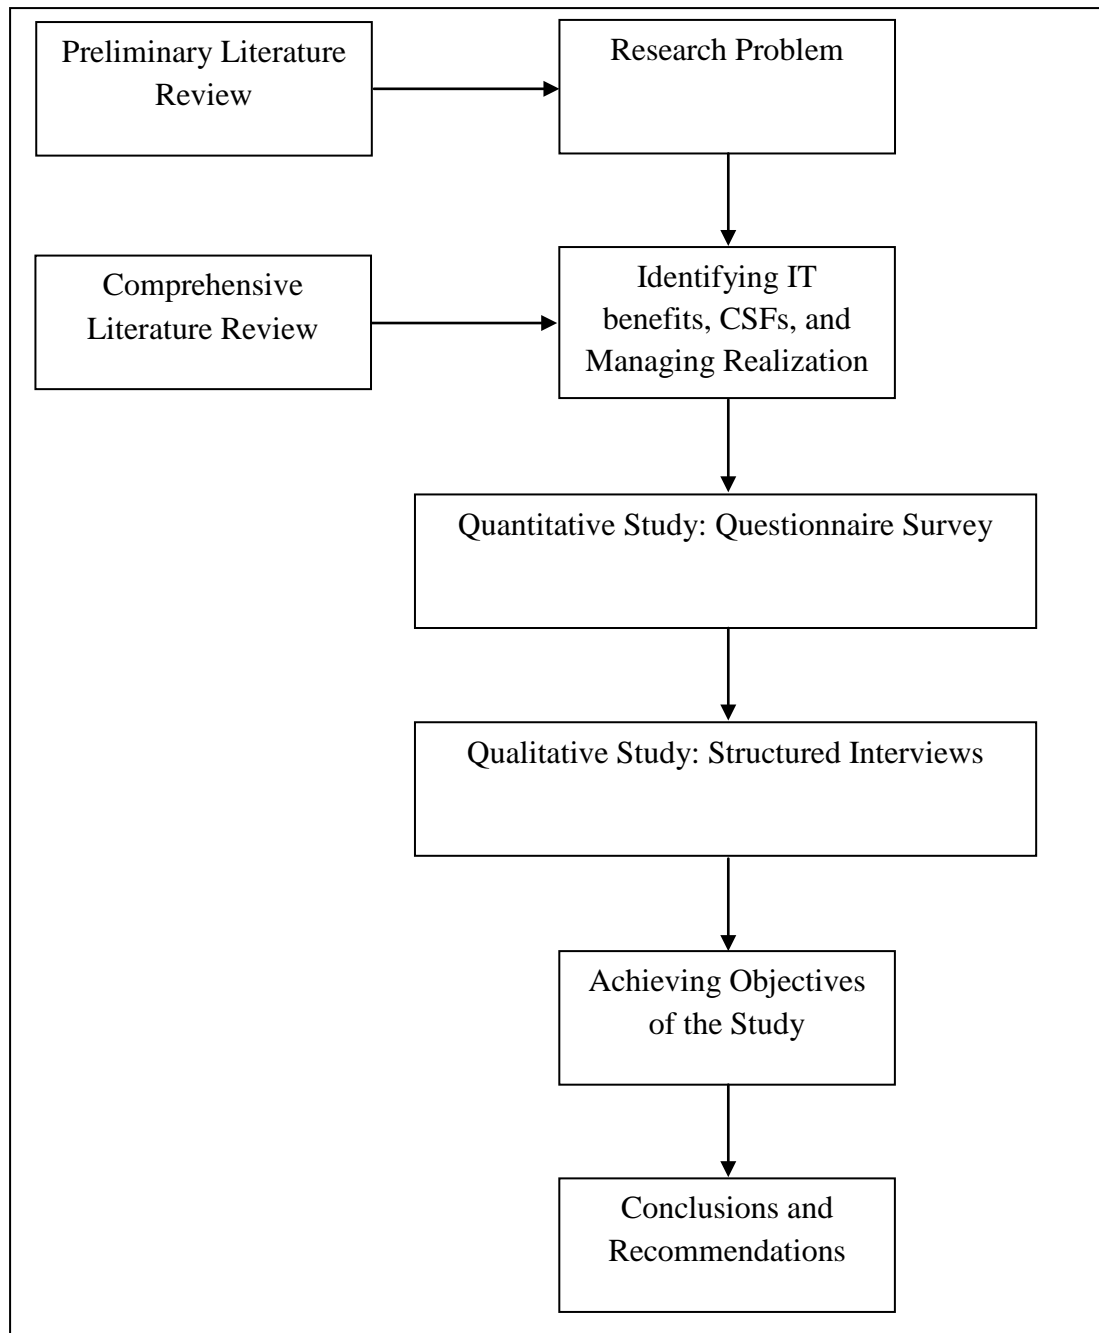 Preliminary Literature
Review
Research Problem
Comprehensive
Literature Review
Identifying IT
benefits, CSFs, and
Managing Realization
Quantitative Study: Questionnaire Survey
Qualitative Study: Structured Interviews
Achieving Objectives
of the Study
Conclusions and
Recommendations